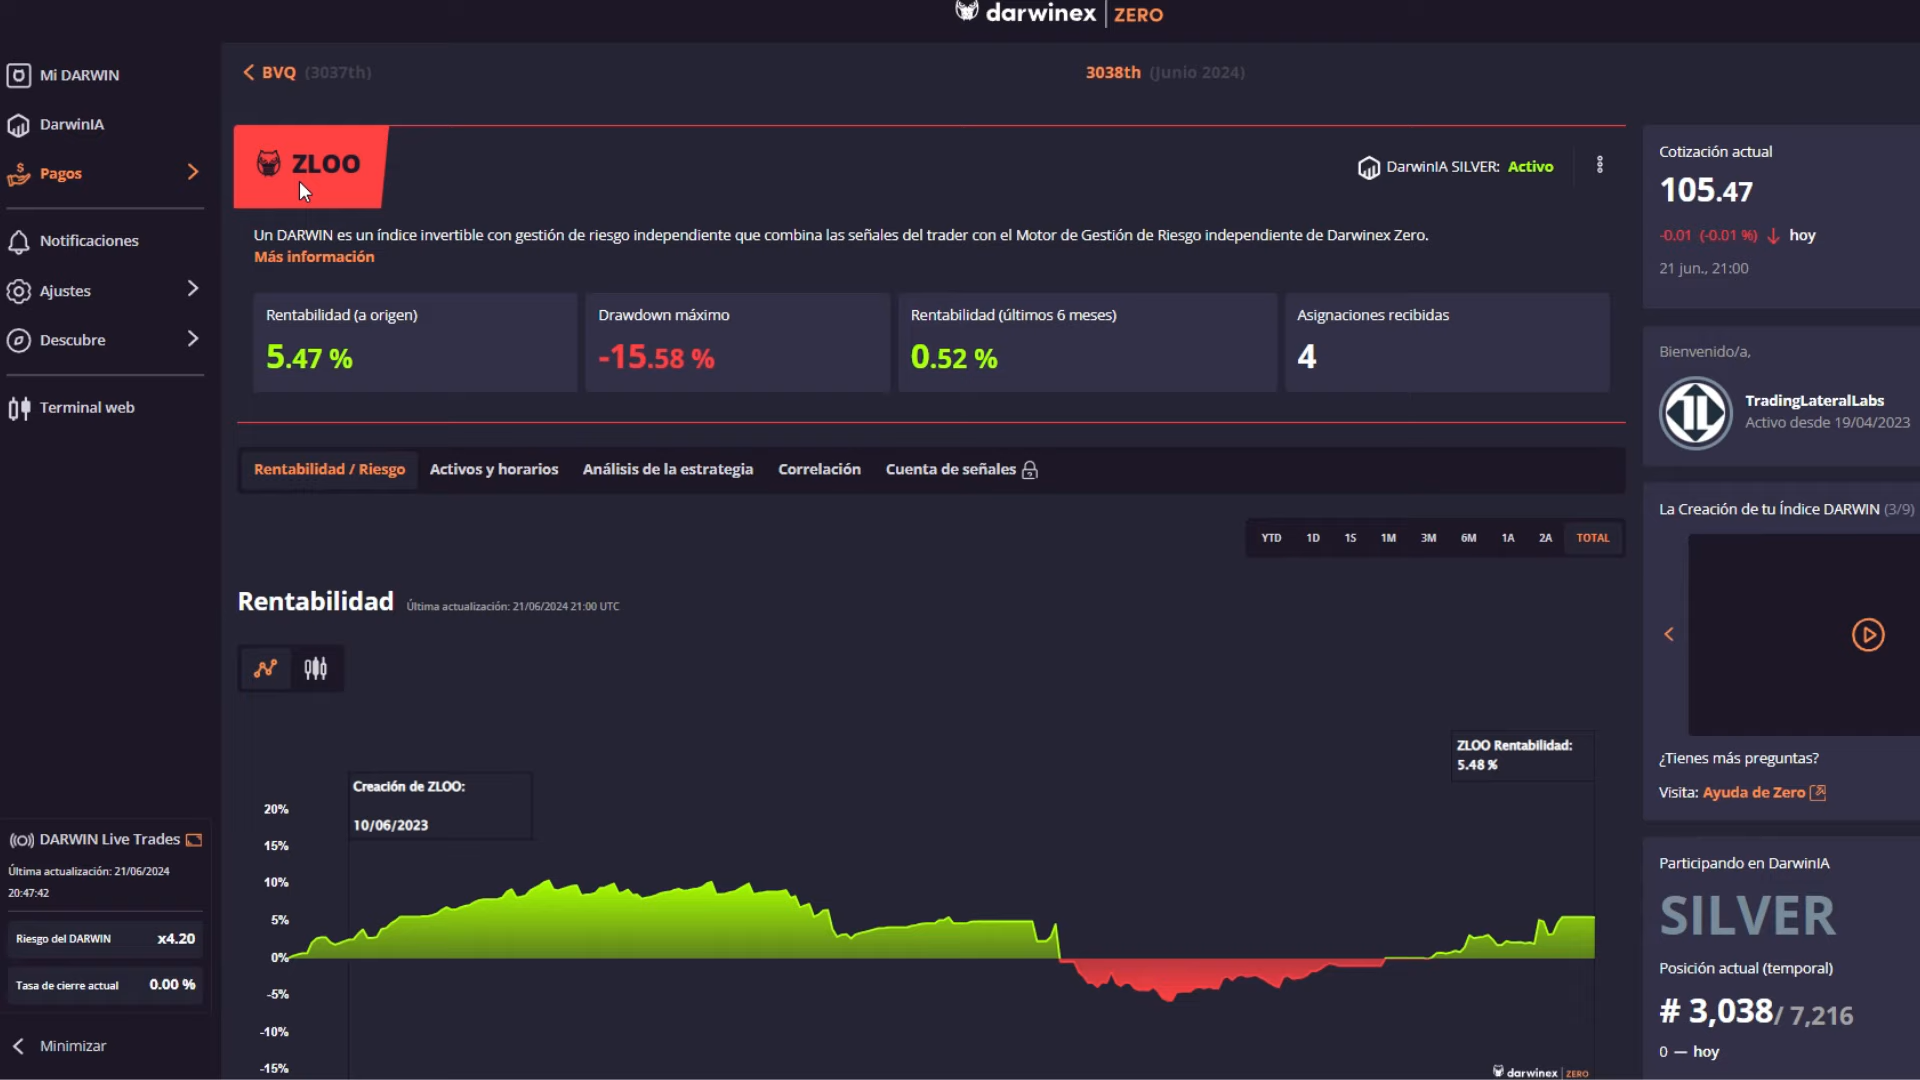 darwinex | ZERO
Mi DARWIN
DarwinIA
Pagos
Notificaciones
Ajustes
Descubre
Terminal web
DARWIN Live Trades
Última actualización: 21/06/2024
20:47:42
Riesgo del DARWIN x4.20
Tasa de cierre actual 0.00 %
Minimizar
BVQ (3037th)
3038th (Junio 2024)
ZLOO
DarwinIA SILVER: Activo
Un DARWIN es un índice invertible con gestión de riesgo independiente que combina las señales del trader con el Motor de Gestión de Riesgo independiente de Darwinex Zero.
Más información
Rentabilidad (a origen)
5.47 %
Drawdown máximo
-15.58 %
Rentabilidad (últimos 6 meses)
0.52 %
Asignaciones recibidas
4
Rentabilidad / Riesgo Activos y horarios Análisis de la estrategia Correlación Cuenta de señales
YTD 1D 1S 1M 3M 6M 1A 2A TOTAL
Rentabilidad Última actualización: 21/06/2024 21:00 UTC
ZLOO Rentabilidad:
5.48 %
Creación de ZLOO:
10/06/2023
20%
15%
10%
5%
0%
-5%
-10%
-15%
darwinex | ZERO
Cotización actual
105.47
-0.01 (-0.01 %) hoy
21 jun., 21:00
Bienvenido/a,
TradingLateralLabs
Activo desde 19/04/2023
La Creación de tu Índice DARWIN (3/9)
¿Tienes más preguntas?
Visita: Ayuda de Zero
Participando en DarwinIA
SILVER
Posición actual (temporal)
# 3,038 / 7,216
0 — hoy